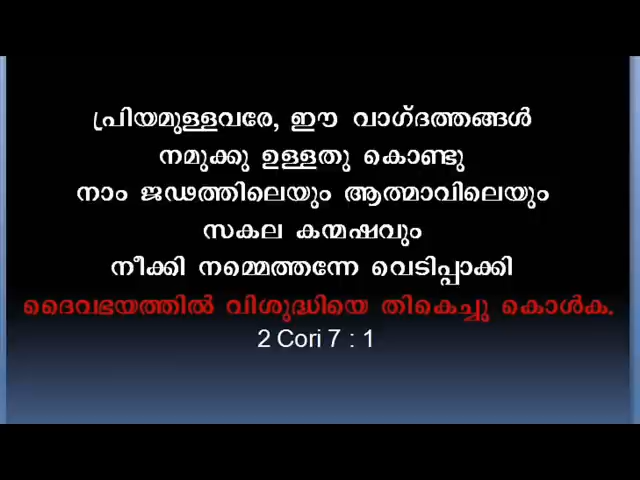 പ്രിയമുള്ളവരേ, ഈ വാഗ്ദത്തങ്ങൾ
നമുക്കു ഉള്ളതു കൊണ്ടു
നാം ജഢത്തിലെയും ആത്മാവിലെയും
സകല കന്മഷവും
നീക്കി നമ്മെത്തന്നേ വെടിപ്പാക്കി
ദൈവഭയത്തിൽ വിശുദ്ധിയെ തികെച്ചു കൊൾക.
2 Cori 7 : 1